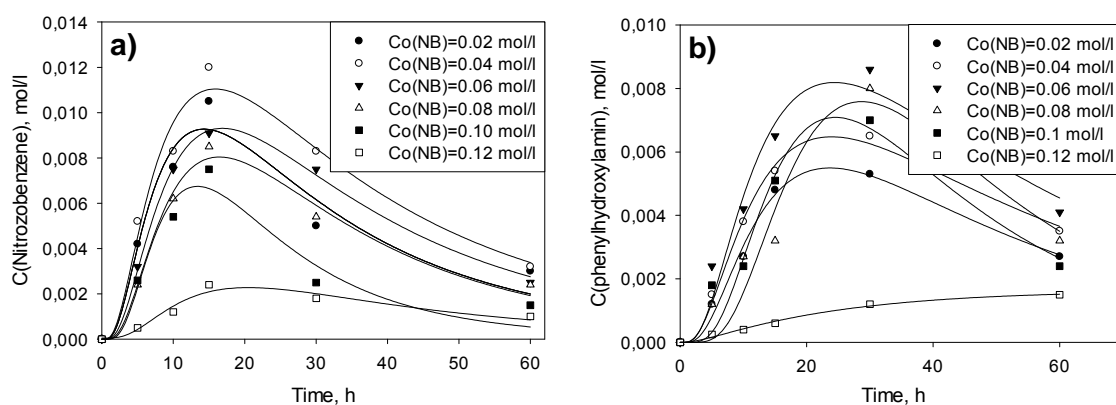 a)
C(Nitrozobenzene), mol/l
0,014
0,012
0,010
0,008
0,006
0,004
0,002
0,000
0 10 20 30 40 50 60
Time, h
Co(NB)=0.02 mol/l
Co(NB)=0.04 mol/l
Co(NB)=0.06 mol/l
Co(NB)=0.08 mol/l
Co(NB)=0.10 mol/l
Co(NB)=0.12 mol/l
b)
C(phenylhydroxylamin), mol/l
0,010
0,008
0,006
0,004
0,002
0,000
0 20 40 60
Time, h
Co(NB)=0.02 mol/l
Co(NB)=0.04 mol/l
Co(NB)=0.06 mol/l
Co(NB)=0.08 mol/l
Co(NB)=0.1 mol/l
Co(NB)=0.12 mol/l